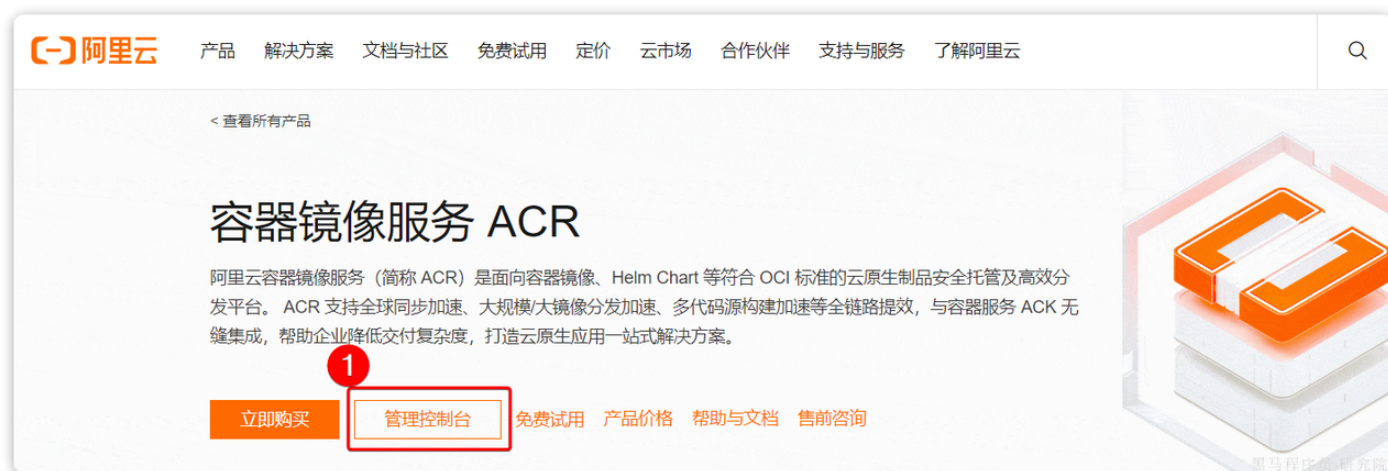 阿里云 产品 解决方案 文档与社区 免费试用 定价 云市场 合作伙伴 支持与服务 了解阿里云
< 查看所有产品
容器镜像服务 ACR
阿里云容器镜像服务（简称 ACR）是面向容器镜像、Helm Chart 等符合 OCI 标准的云原生制品安全托管及高效分
发平台。 ACR 支持全球同步加速、大规模/大镜像分发加速、多代码源构建加速等全链路提效，与容器服务 ACK 无
缝集成，帮助企业降低交付复杂度，打造云原生应用一站式解决方案。
1
立即购买 管理控制台 免费试用 产品价格 帮助与文档 售前咨询
黑马程序员-研究院